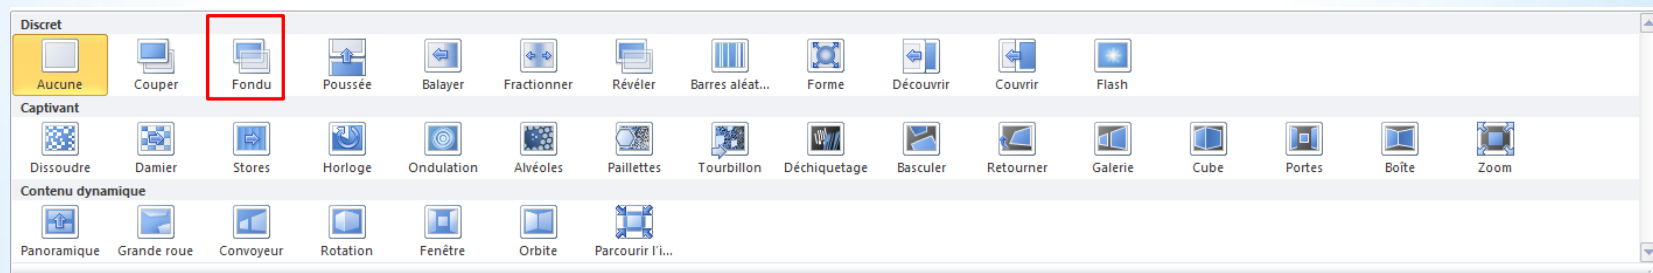 Discret
Aucune Couper Fondu Poussée Balayer Fractionner Révéler Barres aléat... Forme Découvrir Couvrir Flash
Captivant
Dissoudre Damier Stores Horloge Ondulation Alvéoles Paillettes Tourbillon Déchiquetage Basculer Retourner Galerie Cube Portes Boîte Zoom
Contenu dynamique
Panoramique Grande roue Convoyeur Rotation Fenêtre Orbite Parcourir l'i...